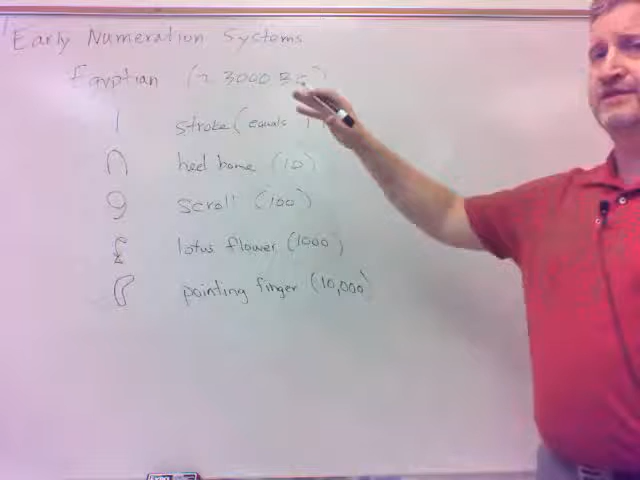 Early Numeration Systems
Egyptian (~ 3000 BC)
| stroke (equals 1)
∩ heel bone (10)
9 scroll (100)
£ lotus flower (1000)
pointing finger (10,000)